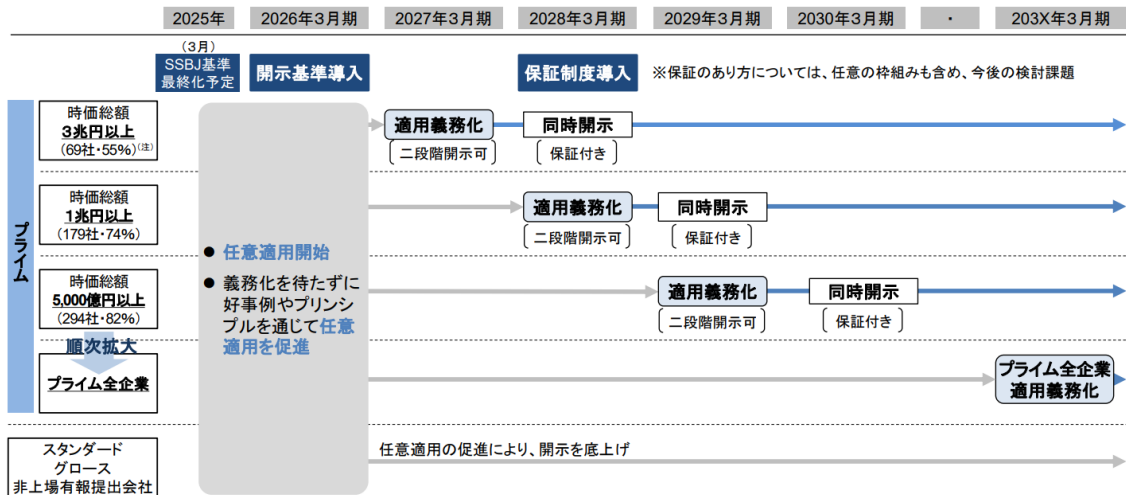 2025年 2026年3月期 2027年3月期 2028年3月期 2029年3月期 2030年3月期 ・ 203X年3月期
(3月)
SSBJ基準
最終化予定
開示基準導入
保証制度導入
※保証のあり方については、任意の枠組みも含め、今後の検討課題
プライム
時価総額
3兆円以上
(69社・55%)(注)
適用義務化
二段階開示可
同時開示
保証付き
時価総額
1兆円以上
(179社・74%)
適用義務化
二段階開示可
同時開示
保証付き
● 任意適用開始
● 義務化を待たずに
好事例やプリンシ
プルを通じて任意
適用を促進
時価総額
5,000億円以上
(294社・82%)
適用義務化
二段階開示可
同時開示
保証付き
順次拡大
プライム全企業
プライム全企業
適用義務化
スタンダード
グロース
非上場有報提出会社
任意適用の促進により、開示を底上げ